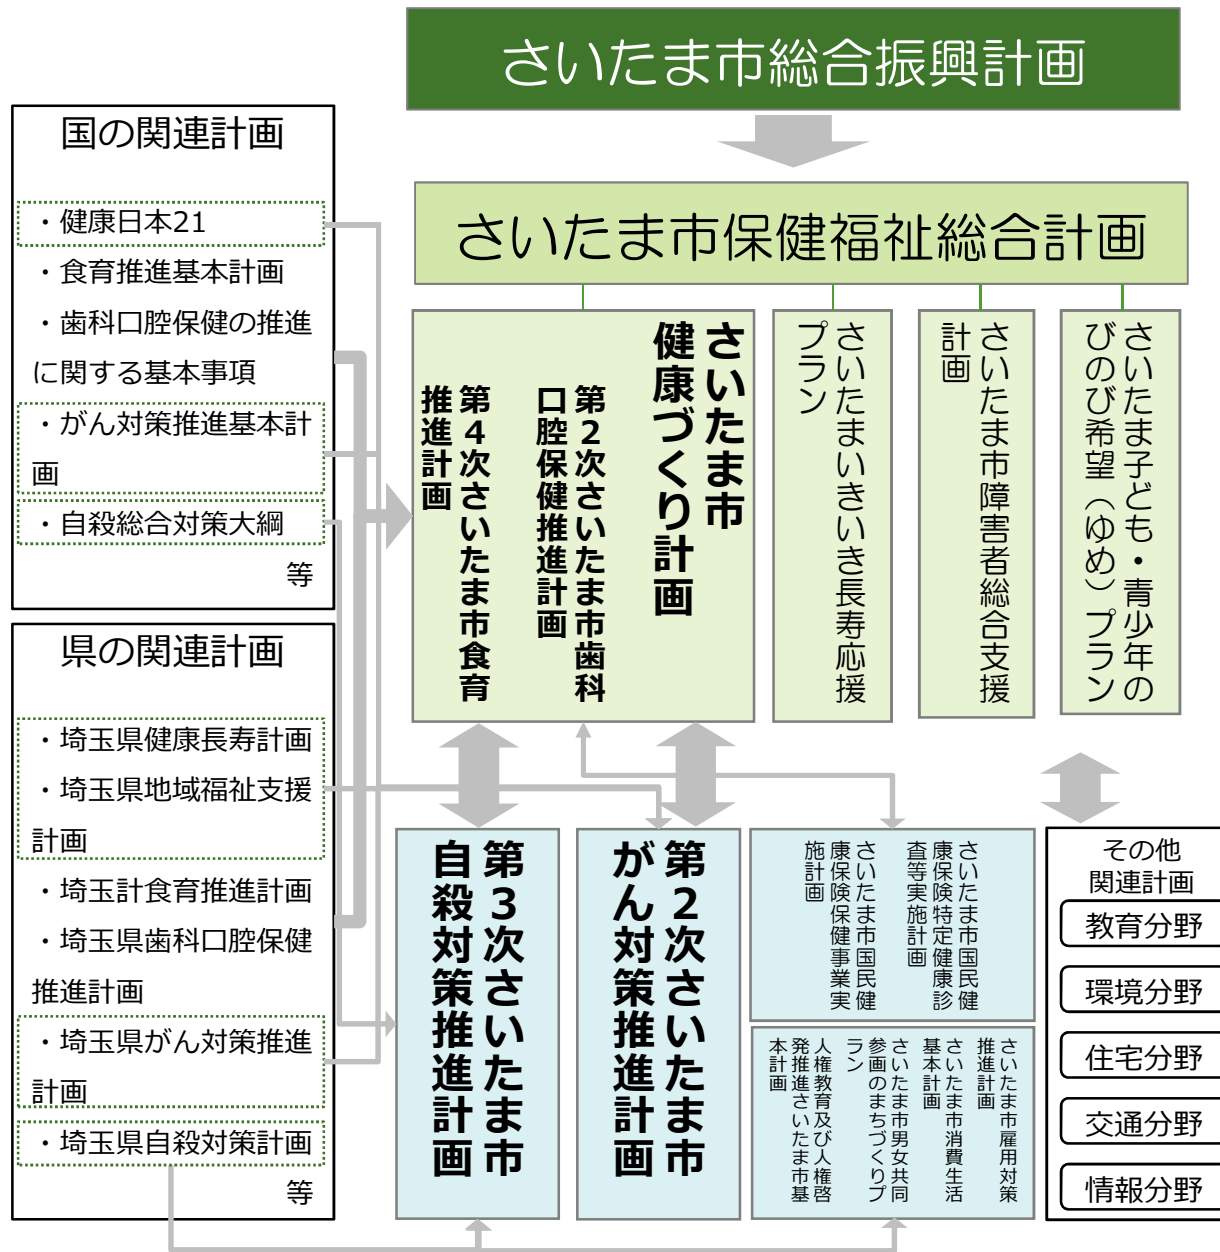 さいたま市総合振興計画
国の関連計画
・健康日本21
・食育推進基本計画
・歯科口腔保健の推進
に関する基本事項
・がん対策推進基本計
画
・自殺総合対策大綱
等
県の関連計画
・埼玉県健康長寿計画
・埼玉県地域福祉支援
計画
・埼玉計食育推進計画
・埼玉県歯科口腔保健
推進計画
・埼玉県がん対策推進
計画
・埼玉県自殺対策計画
等
さいたま市保健福祉総合計画
さいたま市
健康づくり計画
第2次さいたま市歯科
口腔保健推進計画
第4次さいたま市食育
推進計画
さいたまいきいき長寿応援
プラン
さいたま市障害者総合支援
計画
さいたま子ども・青少年の
びのび希望（ゆめ）プラン
第3次さいたま市
自殺対策推進計画
第2次さいたま市
がん対策推進計画
さいたま市国民健
康保険特定健康診
査等実施計画
さいたま市国民健
康保険保健事業実
施計画
さいたま市雇用対策
推進計画
さいたま市消費生活
基本計画
さいたま市男女共同
参画のまちづくりプ
ラン
人権教育及び人権啓
発推進さいたま市基
本計画
その他
関連計画
教育分野
環境分野
住宅分野
交通分野
情報分野